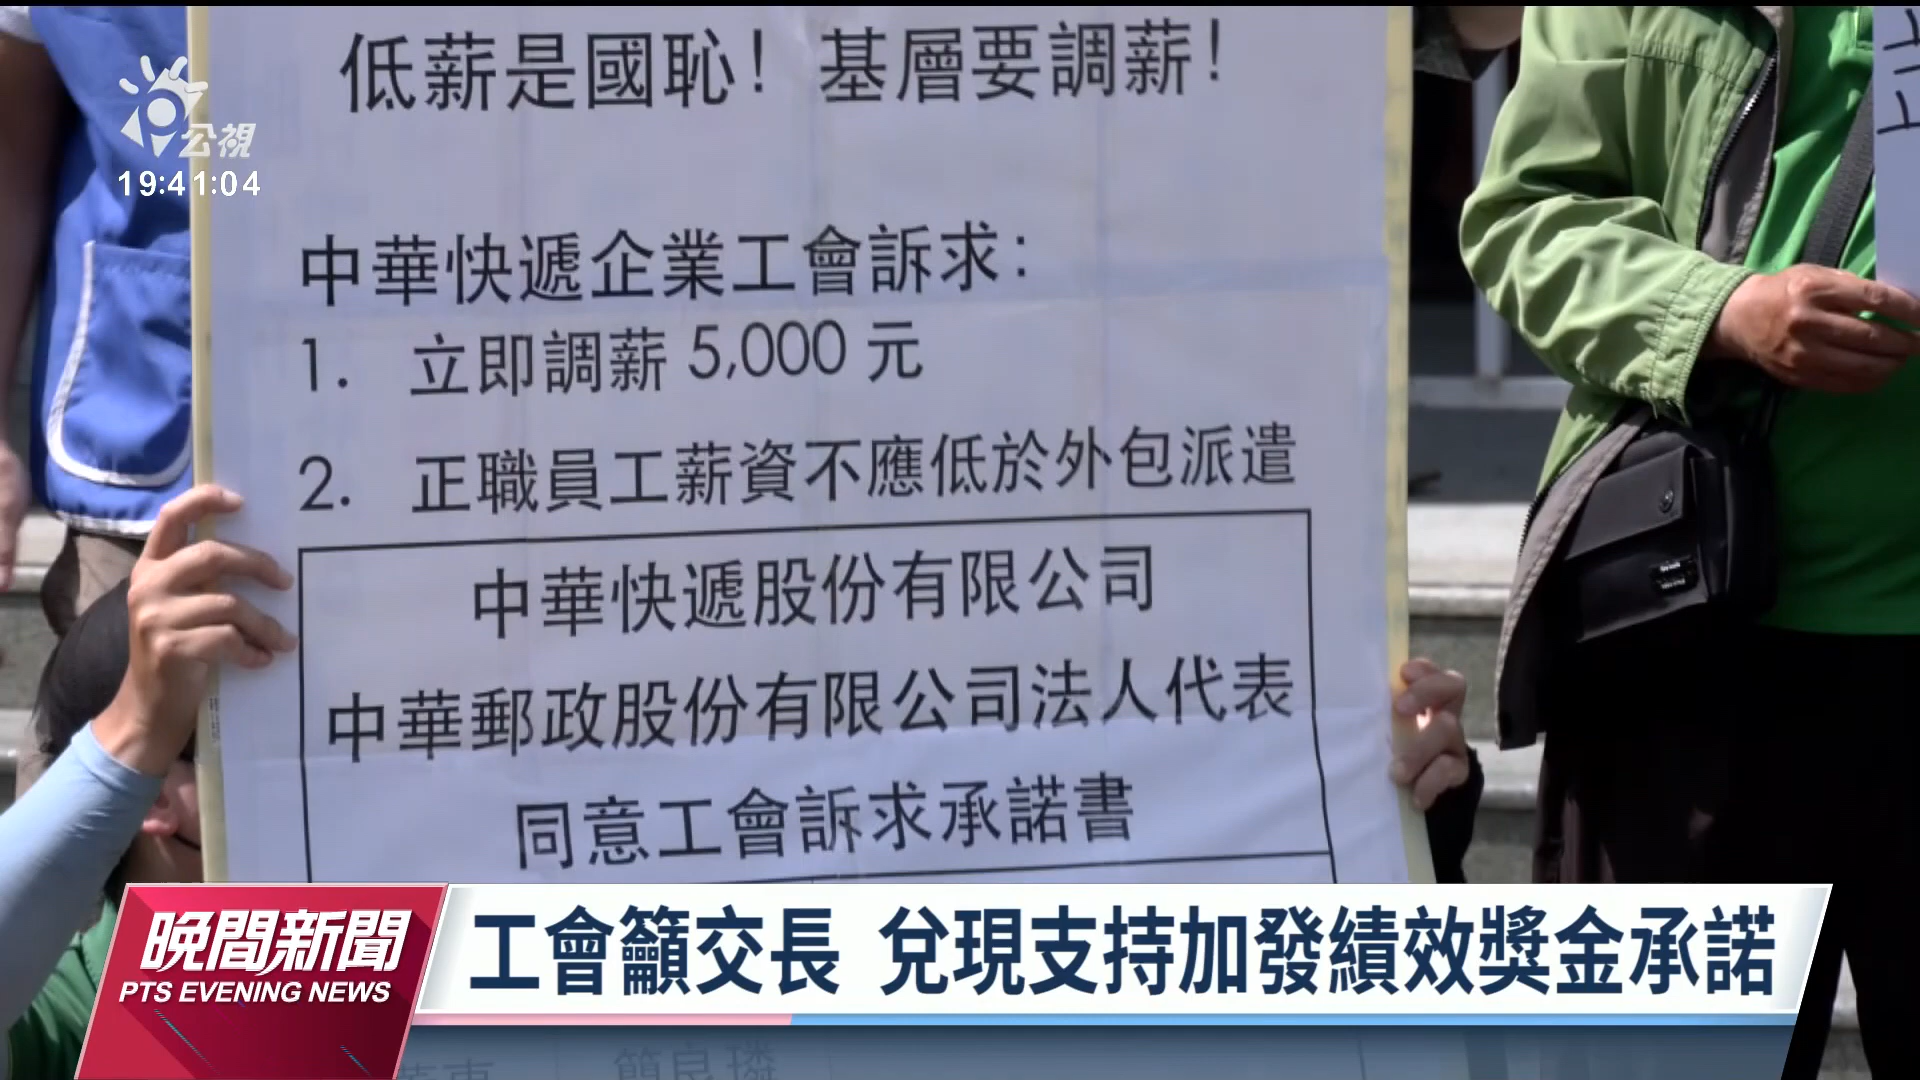 低薪是國恥！基層要調薪！
公視
19:41:04
中華快遞企業工會訴求：
1. 立即調薪 5,000 元
2. 正職員工薪資不應低於外包派遣
中華快遞股份有限公司
中華郵政股份有限公司法人代表
同意工會訴求承諾書
晚間新聞
PTS EVENING NEWS
工會籲交長 兌現支持加發績效獎金承諾
簡良璘